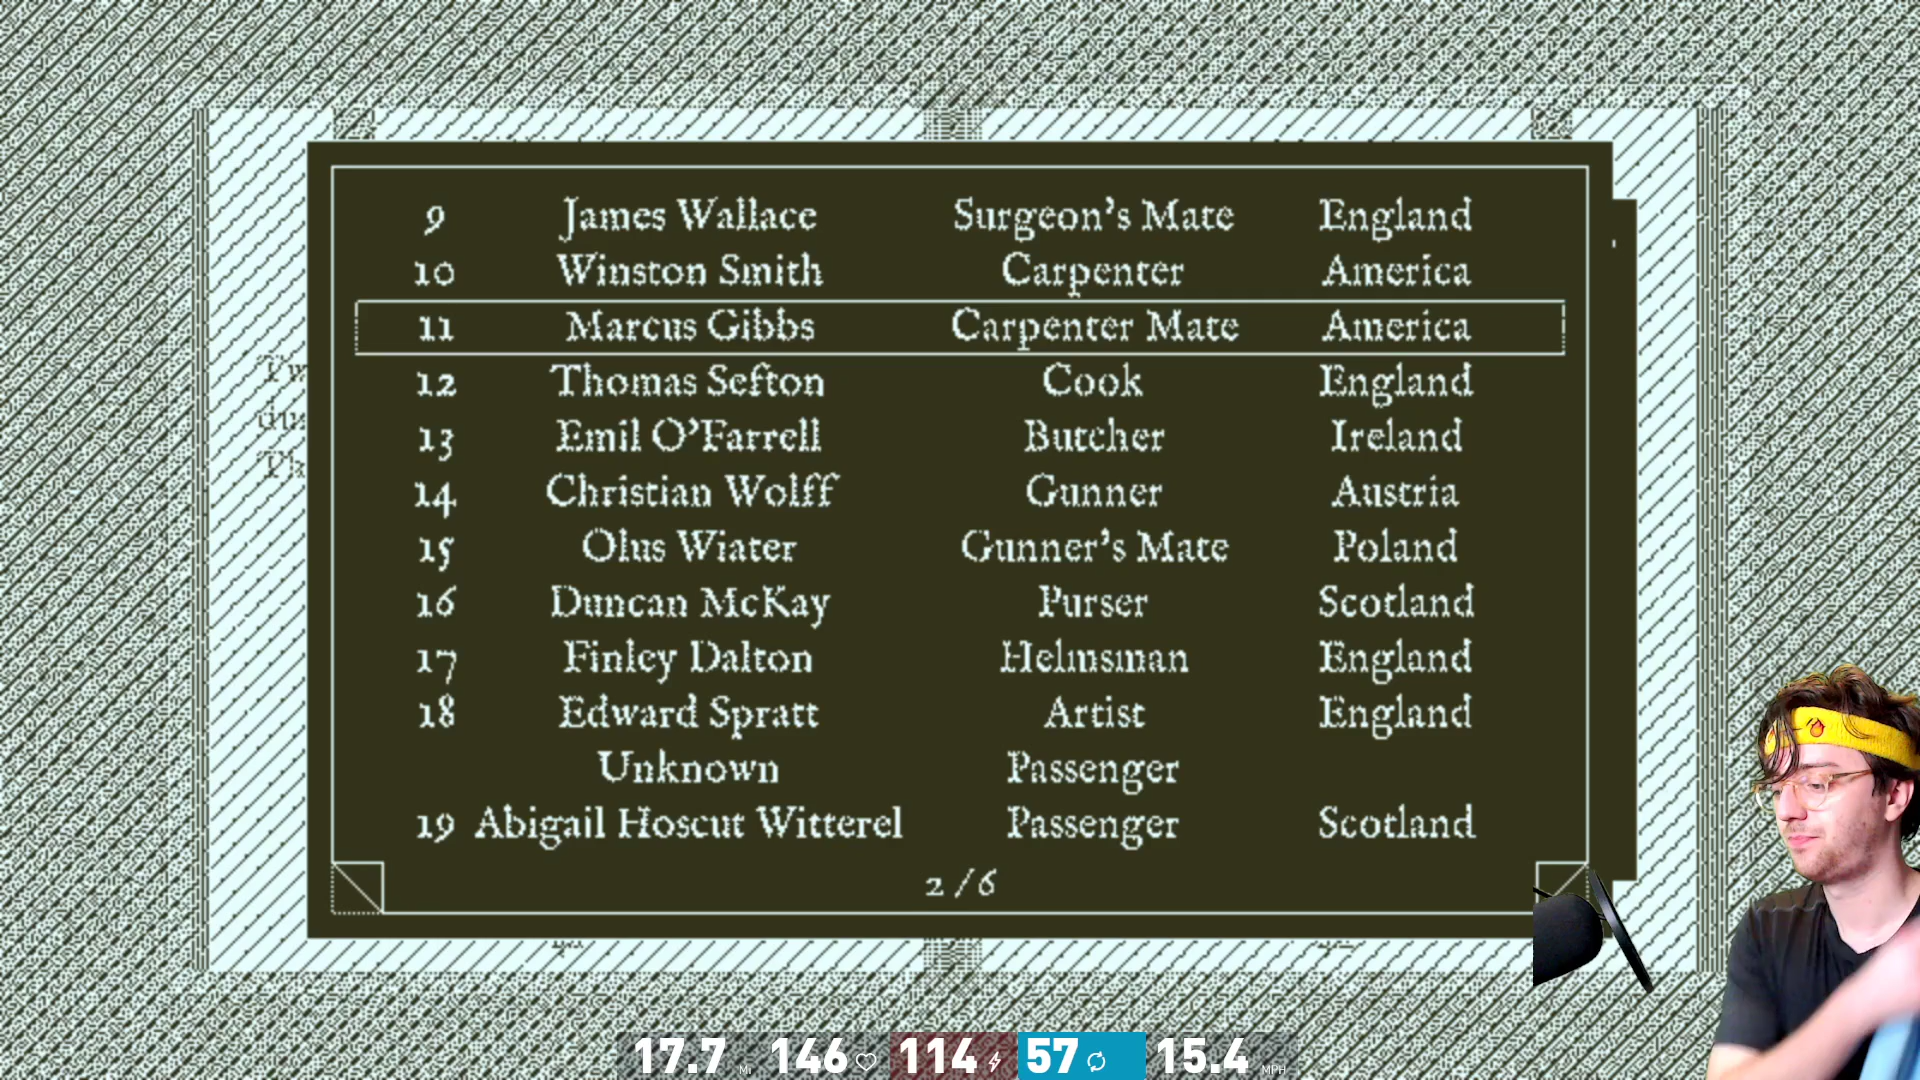 9 James Wallace Surgeon's Mate England
10 Winston Smith Carpenter America
11 Marcus Gibbs Carpenter Mate America
12 Thomas Sefton Cook England
13 Emil O'Farrell Butcher Ireland
14 Christian Wolff Gunner Austria
15 Olus Wiater Gunner's Mate Poland
16 Duncan McKay Purser Scotland
17 Finley Dalton Helmsman England
18 Edward Spratt Artist England
Unknown Passenger
19 Abigail Hoscut Witterel Passenger Scotland
2 / 6
17.7 MI 146 114 57 15.4 MPH